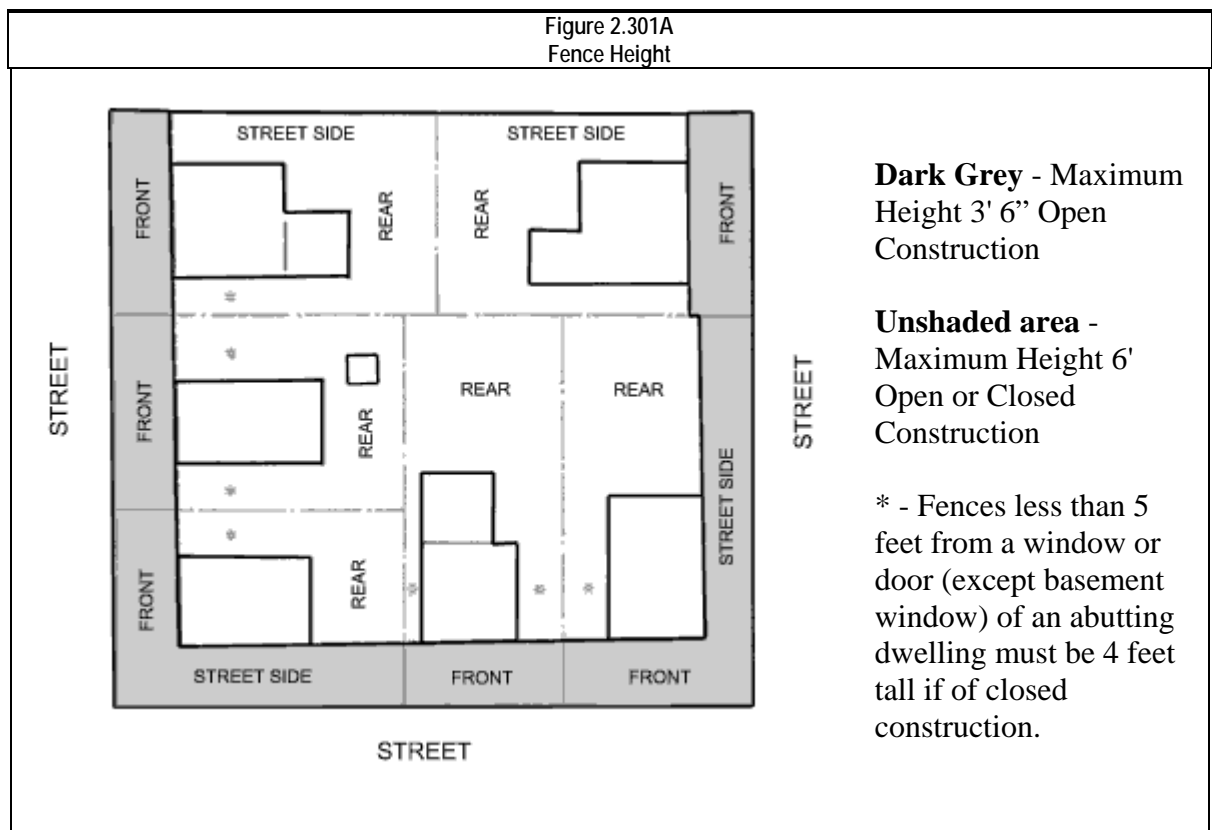 Figure 2.301A
Fence Height
STREET SIDE
STREET SIDE
FRONT
REAR
REAR
FRONT
*
STREET
*
FRONT
REAR
REAR
REAR
STREET
*
*
FRONT
REAR
*
*
*
STREET SIDE
STREET SIDE
FRONT
FRONT
STREET
Dark Grey - Maximum
Height 3' 6” Open
Construction
Unshaded area -
Maximum Height 6'
Open or Closed
Construction
* - Fences less than 5
feet from a window or
door (except basement
window) of an abutting
dwelling must be 4 feet
tall if of closed
construction.